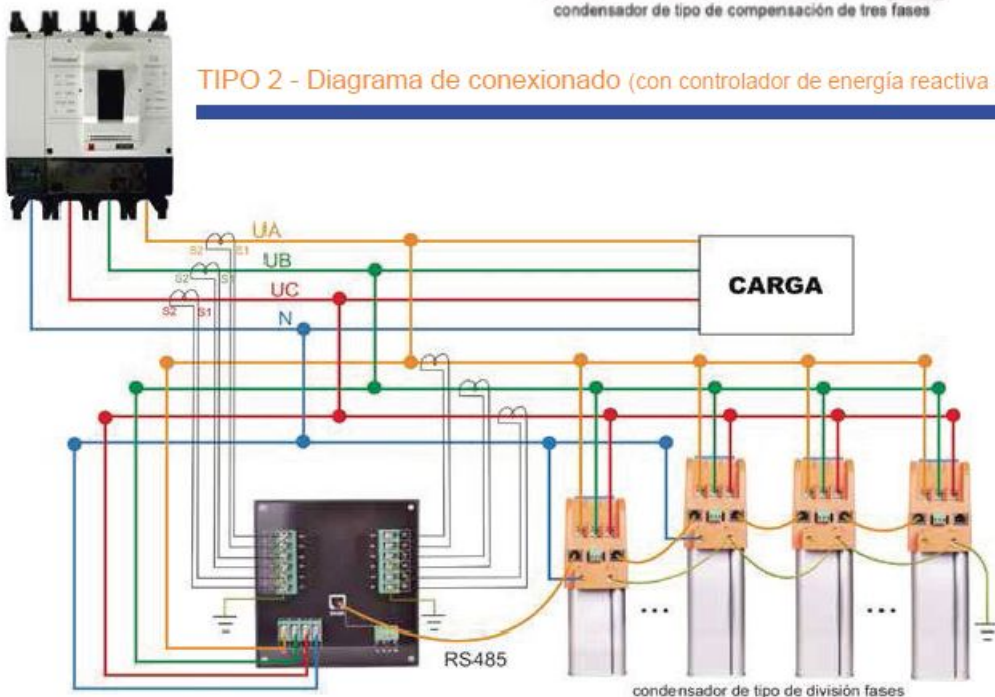 condensador de tipo de compensación de tres fases
TIPO 2 - Diagrama de conexionado (con controlador de energía reactiva
UA
S2 S1
UB
S2 S1
UC
S2 S1
N
CARGA
RS485
...
...
condensador de tipo de división fases